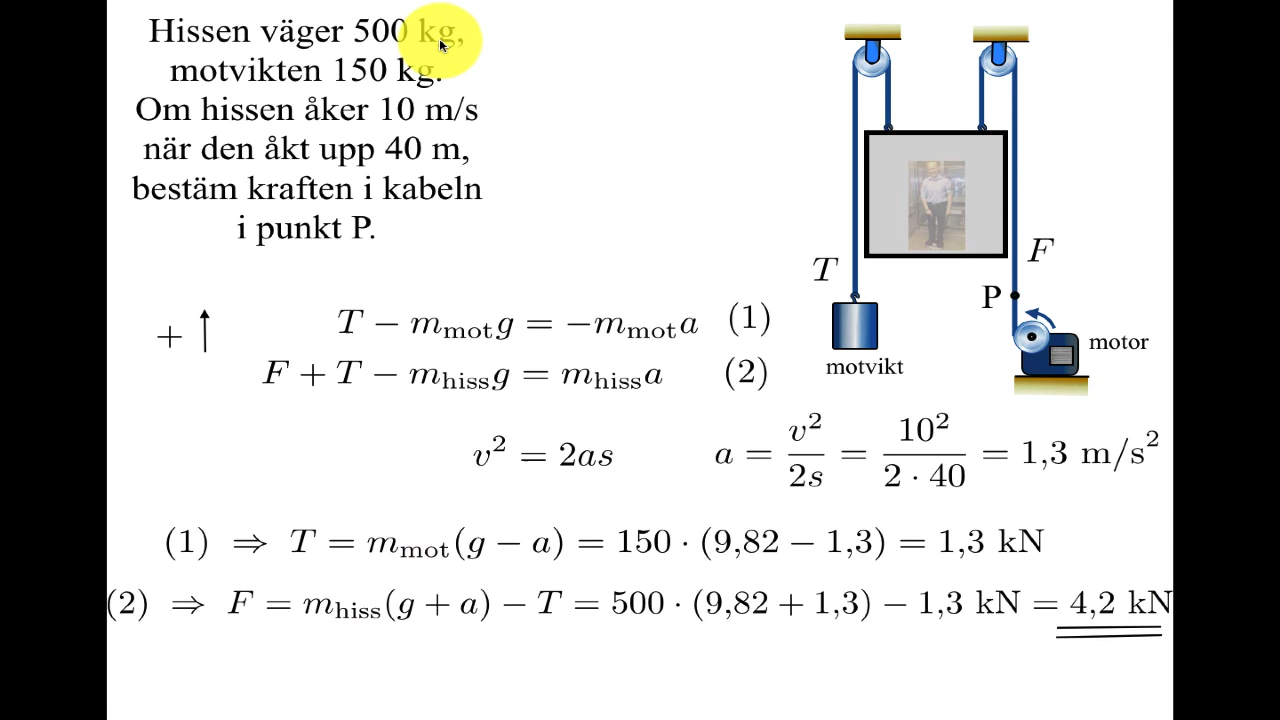 Hissen väger 500 kg,
motvikten 150 kg.
Om hissen åker 10 m/s
när den åkt upp 40 m,
bestäm kraften i kabeln
i punkt P.
T
F
P
motor
motvikt
+ ↑
T − m_mot g = −m_mot a (1)
F + T − m_hiss g = m_hiss a (2)
v² = 2as
a = v²/2s = 10²/(2 · 40) = 1,3 m/s²
(1) ⇒ T = m_mot(g − a) = 150 · (9,82 − 1,3) = 1,3 kN
(2) ⇒ F = m_hiss(g + a) − T = 500 · (9,82 + 1,3) − 1,3 kN = 4,2 kN